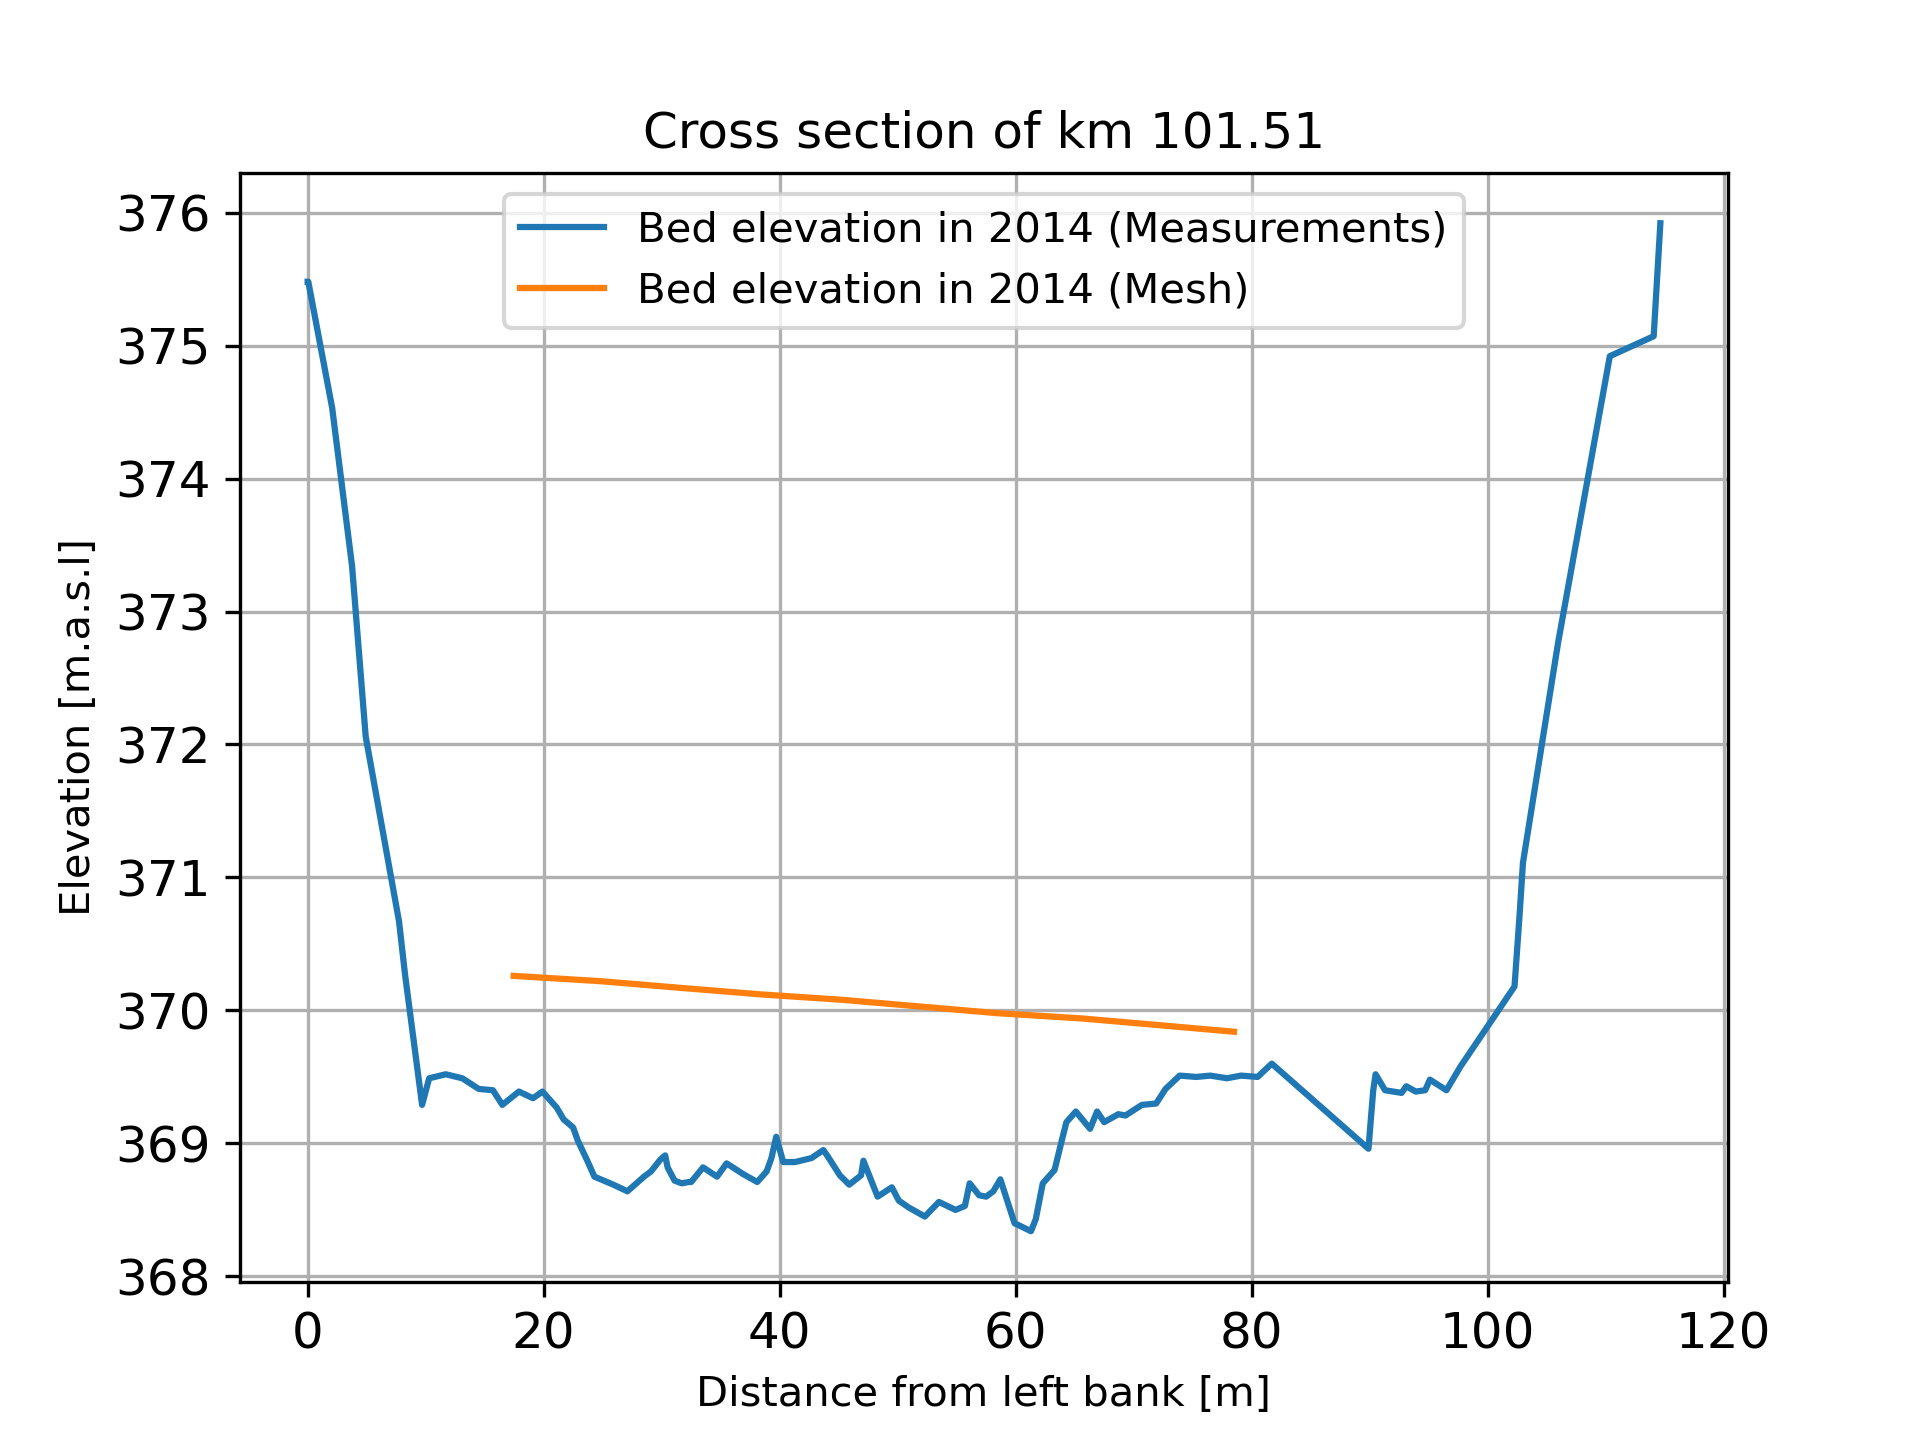 Cross section of km 101.51
Bed elevation in 2014 (Measurements)
Bed elevation in 2014 (Mesh)
376
375
374
373
372
371
370
369
368
Elevation [m.a.s.l]
0 20 40 60 80 100 120
Distance from left bank [m]